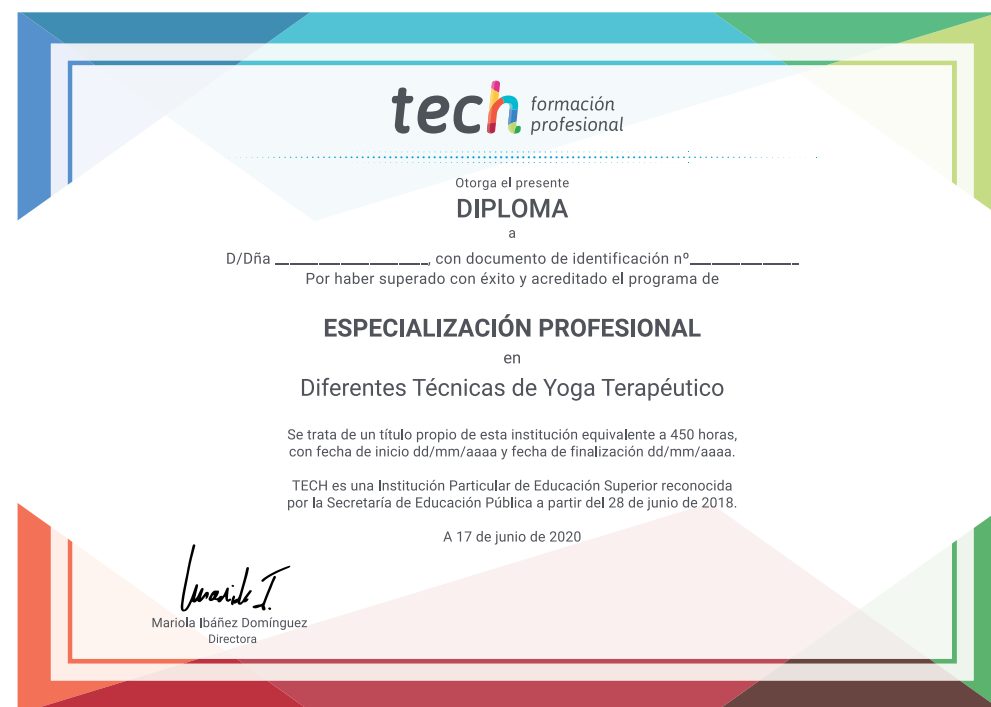 tech formación
profesional
Otorga el presente
DIPLOMA
a
D/Dña ____________________, con documento de identificación nº______________
Por haber superado con éxito y acreditado el programa de
ESPECIALIZACIÓN PROFESIONAL
en
Diferentes Técnicas de Yoga Terapéutico
Se trata de un título propio de esta institución equivalente a 450 horas,
con fecha de inicio dd/mm/aaaa y fecha de finalización dd/mm/aaaa.
TECH es una Institución Particular de Educación Superior reconocida
por la Secretaría de Educación Pública a partir del 28 de junio de 2018.
A 17 de junio de 2020
Mariola I.
Mariola Ibáñez Domínguez
Directora